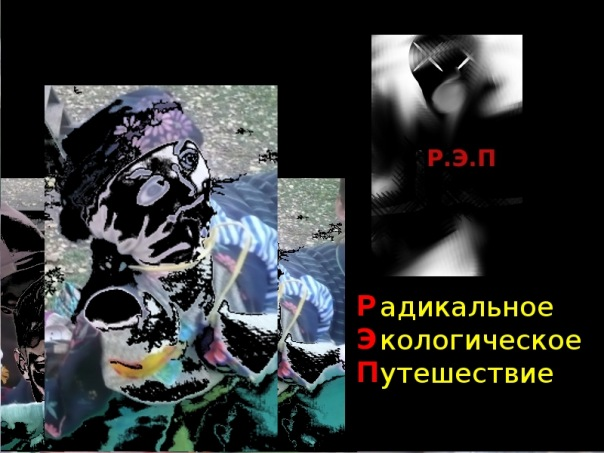 Р.Э.П
Радикальное
Экологическое
Путешествие